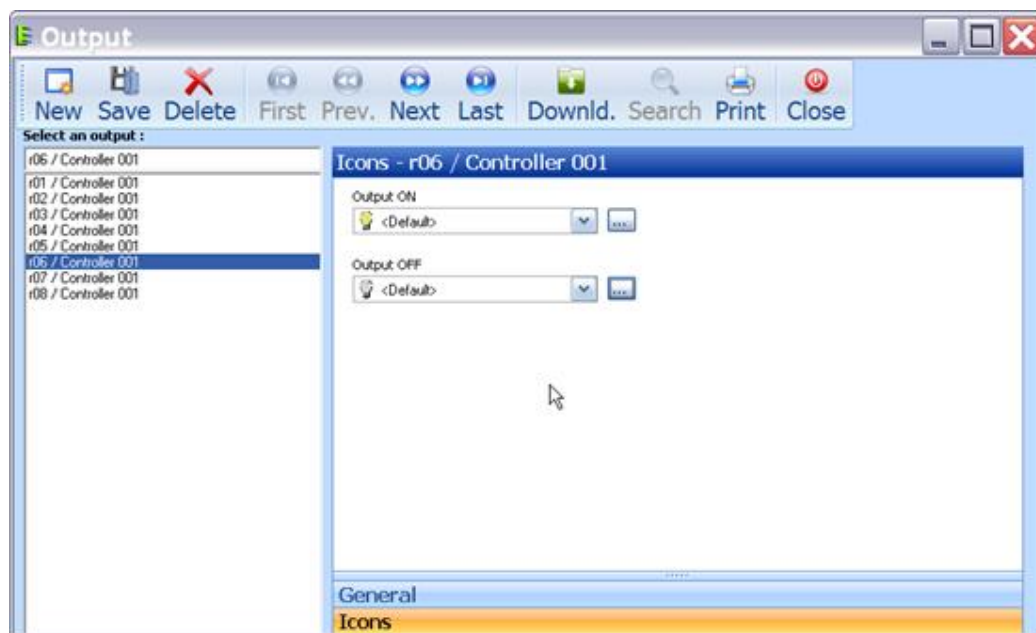 Output
New Save Delete First Prev. Next Last Downld. Search Print Close
Select an output :
r06 / Controller 001
r01 / Controller 001
r02 / Controller 001
r03 / Controller 001
r04 / Controller 001
r05 / Controller 001
r06 / Controller 001
r07 / Controller 001
r08 / Controller 001
Icons - r06 / Controller 001
Output ON
<Default>
...
Output OFF
<Default>
...
General
Icons